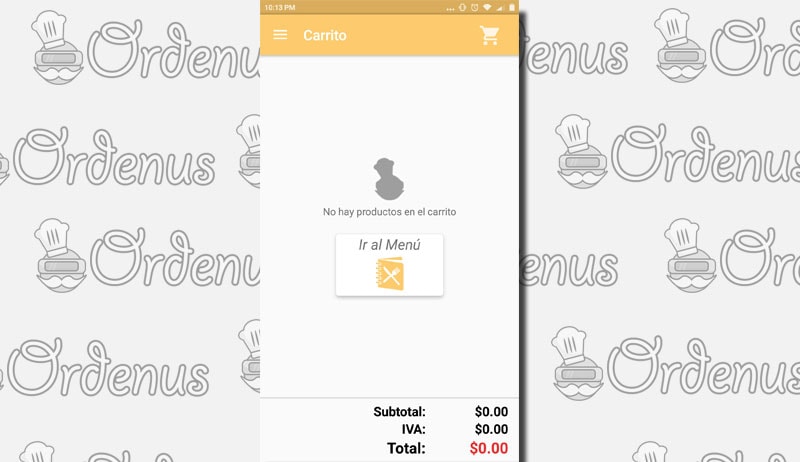 10:13 PM
Carrito
No hay productos en el carrito
Ir al Menú
Subtotal: $0.00
IVA: $0.00
Total: $0.00
Ordenus
Ordenus
Ordenus
Ordenus
Ordenus
Ordenus
Ordenus
Ordenus